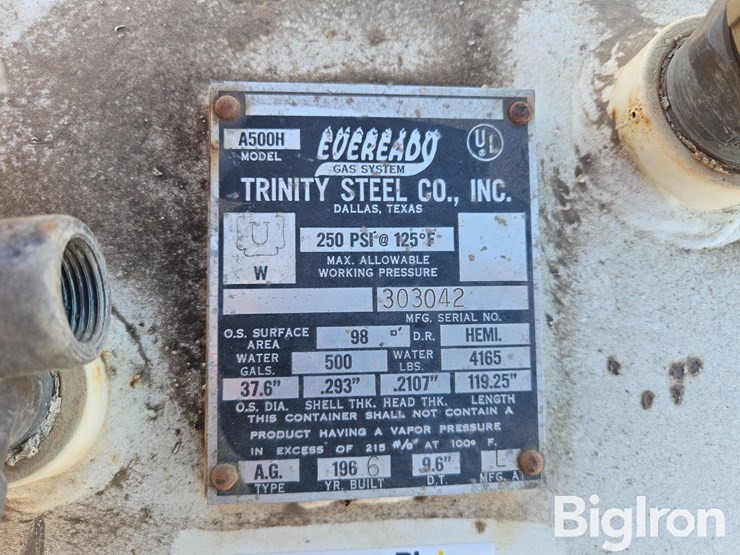 A500H
MODEL
EVEREADY
GAS SYSTEM
UL
TRINITY STEEL CO., INC.
DALLAS, TEXAS
U
W
250 PSI @ 125°F
MAX. ALLOWABLE
WORKING PRESSURE
303042
MFG. SERIAL NO.
O.S. SURFACE AREA 98 □' D.R. HEMI.
WATER GALS. 500 WATER LBS. 4165
37.6" .293" .2107" 119.25"
O.S. DIA. SHELL THK. HEAD THK. LENGTH
THIS CONTAINER SHALL NOT CONTAIN A
PRODUCT HAVING A VAPOR PRESSURE
IN EXCESS OF 215 #/□" AT 100° F.
A.G. 196 6 9.6" L
TYPE YR. BUILT D.T. MFG. AT
BigIron